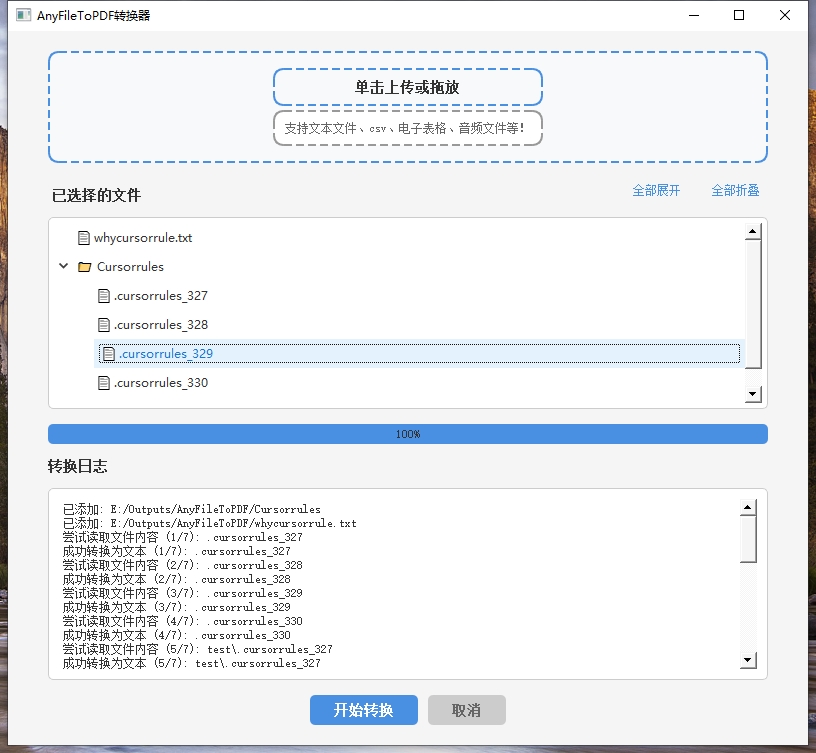 AnyFileToPDF转换器
单击上传或拖放
支持文本文件、csv、电子表格、音频文件等!
已选择的文件
全部展开
全部折叠
whycursorrule.txt
Cursorrules
.cursorrules_327
.cursorrules_328
.cursorrules_329
.cursorrules_330
100%
转换日志
已添加: E:/Outputs/AnyFileToPDF/Cursorrules
已添加: E:/Outputs/AnyFileToPDF/whycursorrule.txt
尝试读取文件内容 (1/7): .cursorrules_327
成功转换为文本 (1/7): .cursorrules_327
尝试读取文件内容 (2/7): .cursorrules_328
成功转换为文本 (2/7): .cursorrules_328
尝试读取文件内容 (3/7): .cursorrules_329
成功转换为文本 (3/7): .cursorrules_329
尝试读取文件内容 (4/7): .cursorrules_330
成功转换为文本 (4/7): .cursorrules_330
尝试读取文件内容 (5/7): test\.cursorrules_327
成功转换为文本 (5/7): test\.cursorrules_327
开始转换
取消